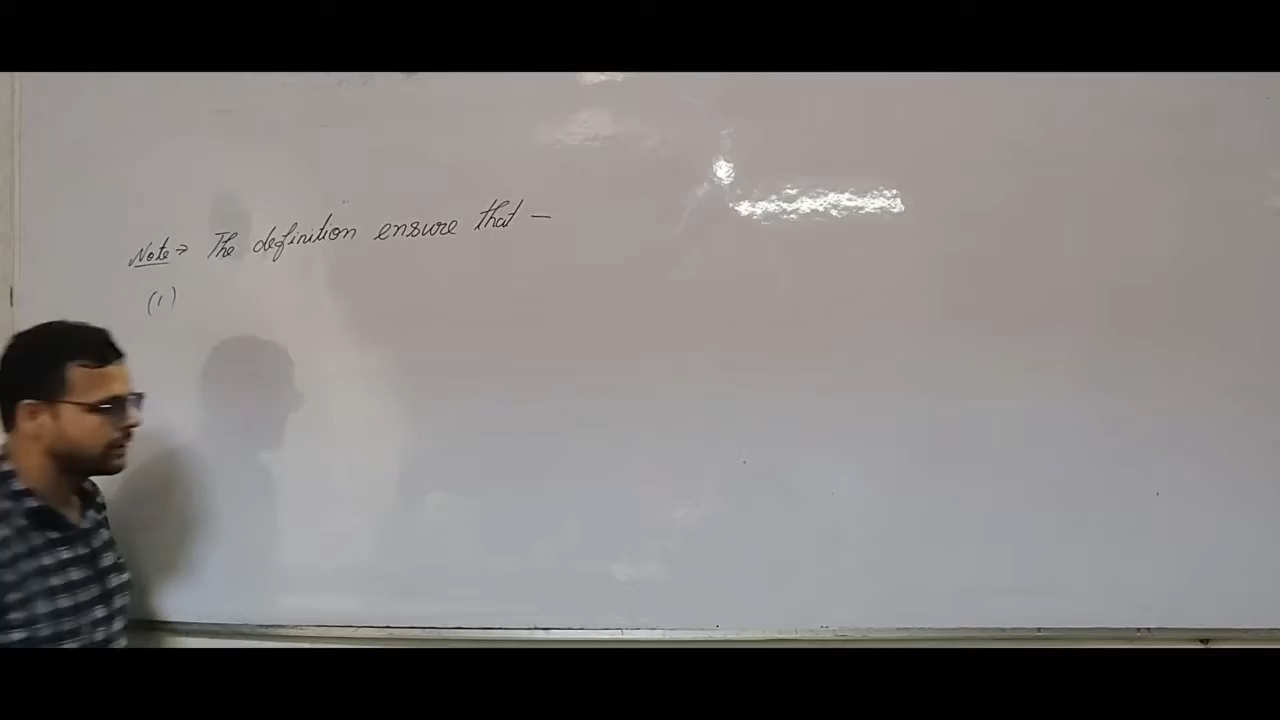 Note → The definition ensure that –
(1)